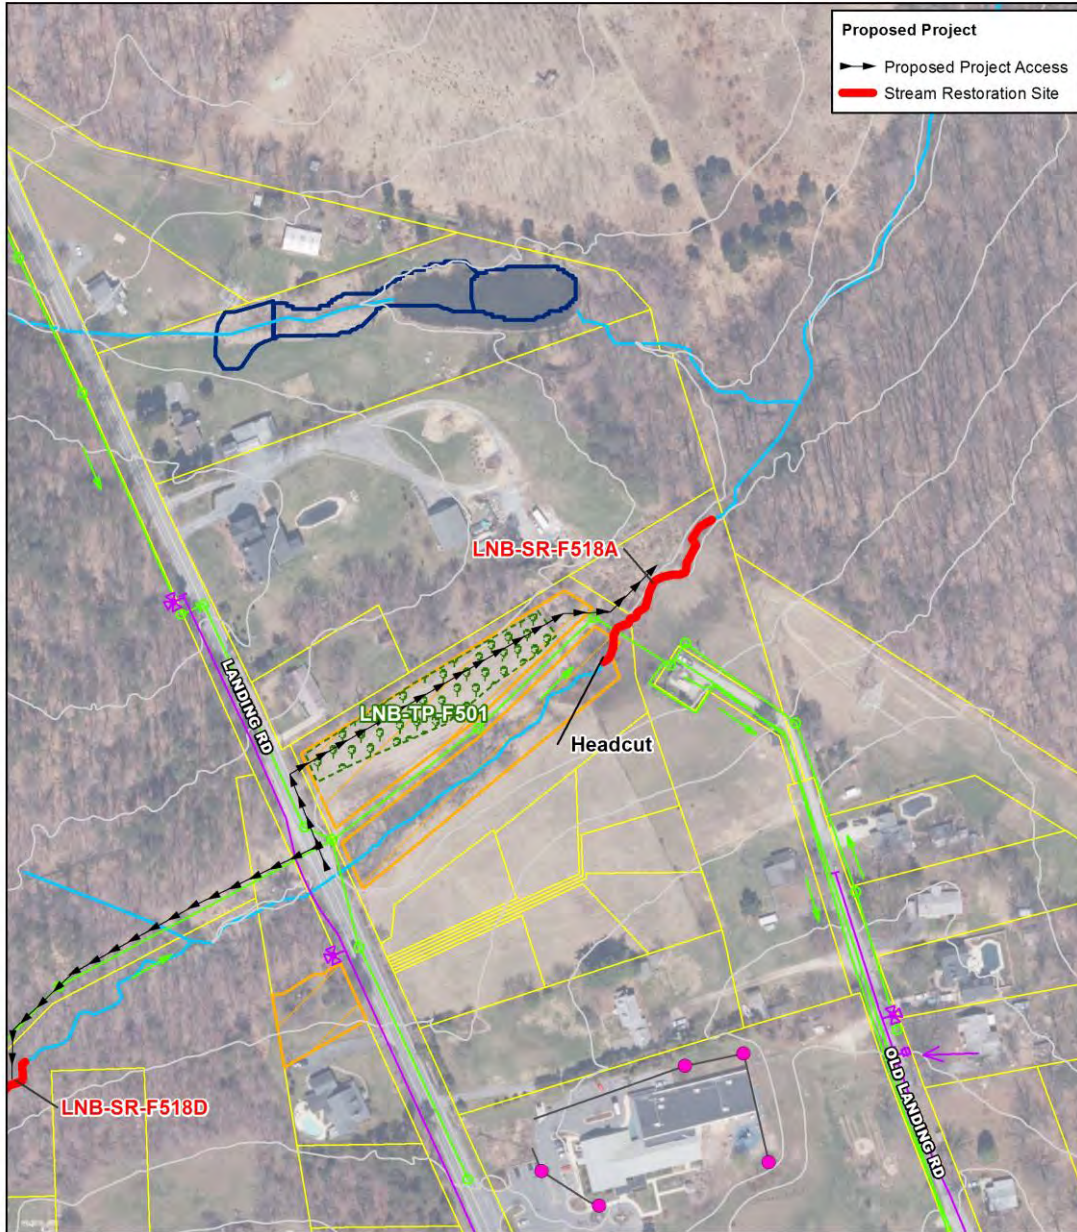 Proposed Project
Proposed Project Access
Stream Restoration Site
LNB-SR-F518A
LANDING RD
LNB-TP-F501
Headcut
OLD LANDING RD
LNB-SR-F518D